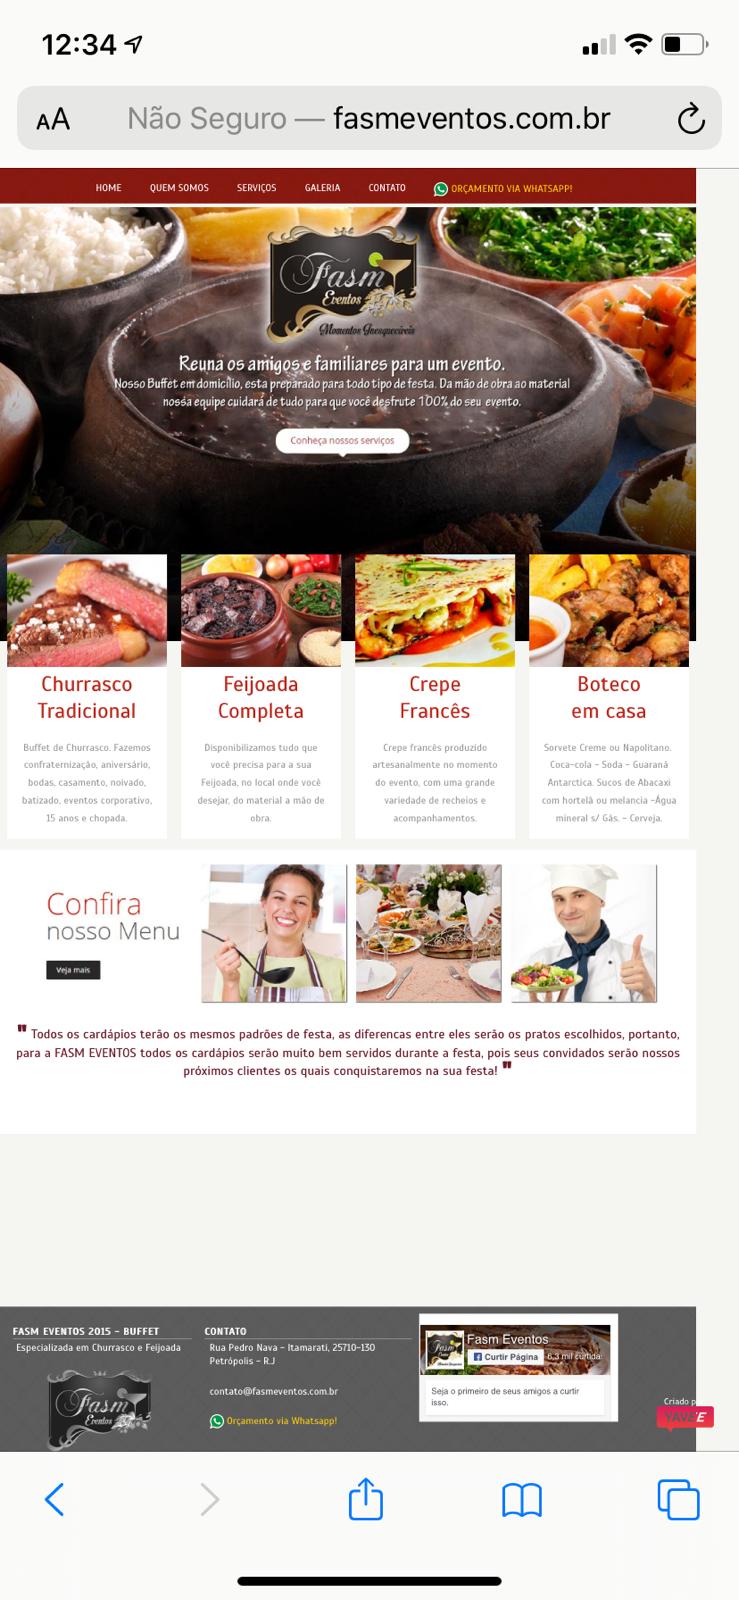 12:34
AA Não Seguro — fasmeventos.com.br
HOME QUEM SOMOS SERVIÇOS GALERIA CONTATO ORÇAMENTO VIA WHATSAPP!
Fasm
Eventos
Momentos Inesquecíveis
Reuna os amigos e familiares para um evento.
Nosso Buffet em domicílio, esta preparado para todo tipo de festa. Da mão de obra ao material
nossa equipe cuidará de tudo para que você desfrute 100% do seu evento.
Conheça nossos serviços
Churrasco
Tradicional
Buffet de Churrasco. Fazemos
confraternização, aniversário,
bodas, casamento, noivado,
batizado, eventos corporativo,
15 anos e chopada.
Feijoada
Completa
Disponibilizamos tudo que
você precisa para a sua
Feijoada, no local onde você
desejar, do material a mão de
obra.
Crepe
Francês
Crepe francês produzido
artesanalmente no momento
do evento, com uma grande
variedade de recheios e
acompanhamentos.
Boteco
em casa
Sorvete Creme ou Napolitano.
Coca-cola - Soda - Guaraná
Antarctica. Sucos de Abacaxi
com hortelã ou melancia -Água
mineral s/ Gás. - Cerveja.
Confira
nosso Menu
Veja mais
" Todos os cardápios terão os mesmos padrões de festa, as diferencas entre eles serão os pratos escolhidos, portanto,
para a FASM EVENTOS todos os cardápios serão muito bem servidos durante a festa, pois seus convidados serão nossos
próximos clientes os quais conquistaremos na sua festa! "
FASM EVENTOS 2015 - BUFFET
Especializada em Churrasco e Feijoada
Fasm
Eventos
CONTATO
Rua Pedro Nava - Itamarati, 25710-130
Petrópolis - R.J
contato@fasmeventos.com.br
Orçamento via Whatsapp!
Fasm Eventos
Curtir Página 6,3 mil curtidas
Seja o primeiro de seus amigos a curtir
isso.
Criado p
YAVEE